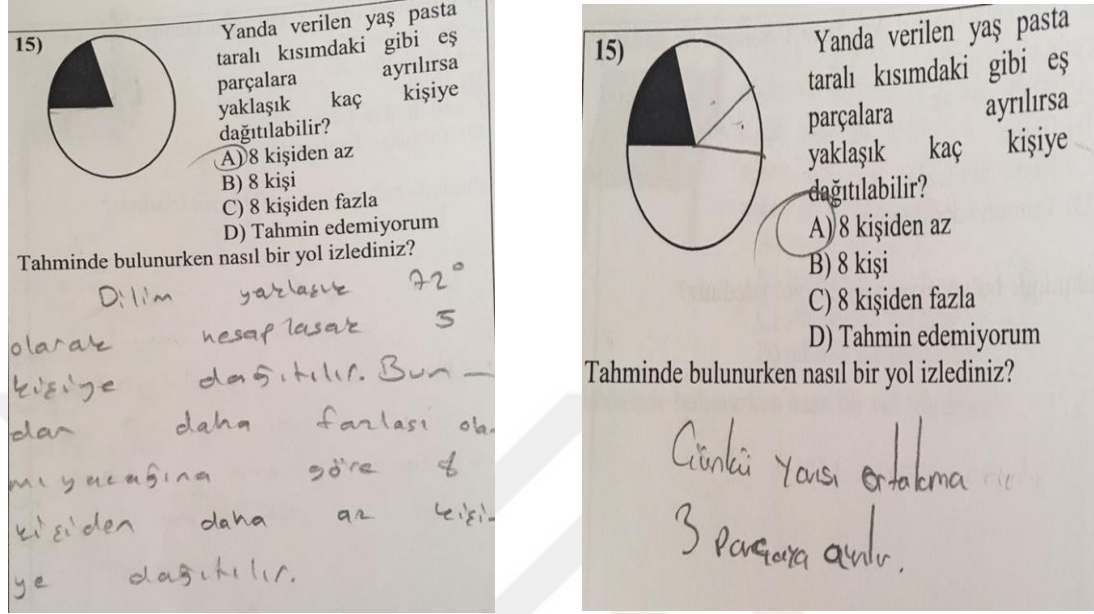 15)
Yanda verilen yaş pasta
taralı kısımdaki gibi eş
parçalara ayrılırsa
yaklaşık kaç kişiye
dağıtılabilir?
A) 8 kişiden az
B) 8 kişi
C) 8 kişiden fazla
D) Tahmin edemiyorum
Tahminde bulunurken nasıl bir yol izlediniz?
Dilim yaklaşık 72°
olarak hesaplasak 5
kişiye dağıtılır. Bun-
dan daha fazlası ola-
mıyacağına göre 8
kişiden daha az kişi-
ye dağıtılır.
15)
Yanda verilen yaş pasta
taralı kısımdaki gibi eş
parçalara ayrılırsa
yaklaşık kaç kişiye
dağıtılabilir?
A) 8 kişiden az
B) 8 kişi
C) 8 kişiden fazla
D) Tahmin edemiyorum
Tahminde bulunurken nasıl bir yol izlediniz?
Çünkü yarısı ortalama
3 parçaya ayrılır.